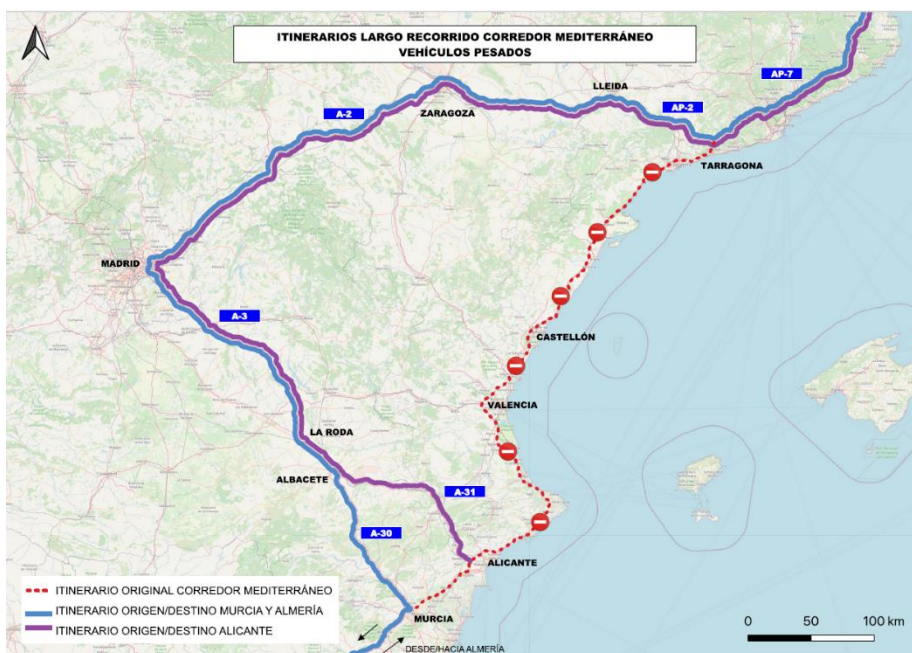 ITINERARIOS LARGO RECORRIDO CORREDOR MEDITERRÁNEO
VEHÍCULOS PESADOS
AP-7
LLEIDA
AP-2
A-2
ZARAGOZA
TARRAGONA
MADRID
A-3
CASTELLÓN
VALENCIA
LA RODA
ALBACETE
A-31
A-30
ALICANTE
ITINERARIO ORIGINAL CORREDOR MEDITERRÁNEO
ITINERARIO ORIGEN/DESTINO MURCIA Y ALMERÍA
ITINERARIO ORIGEN/DESTINO ALICANTE
MURCIA
DESDE/HACIA ALMERÍA
0 50 100 km